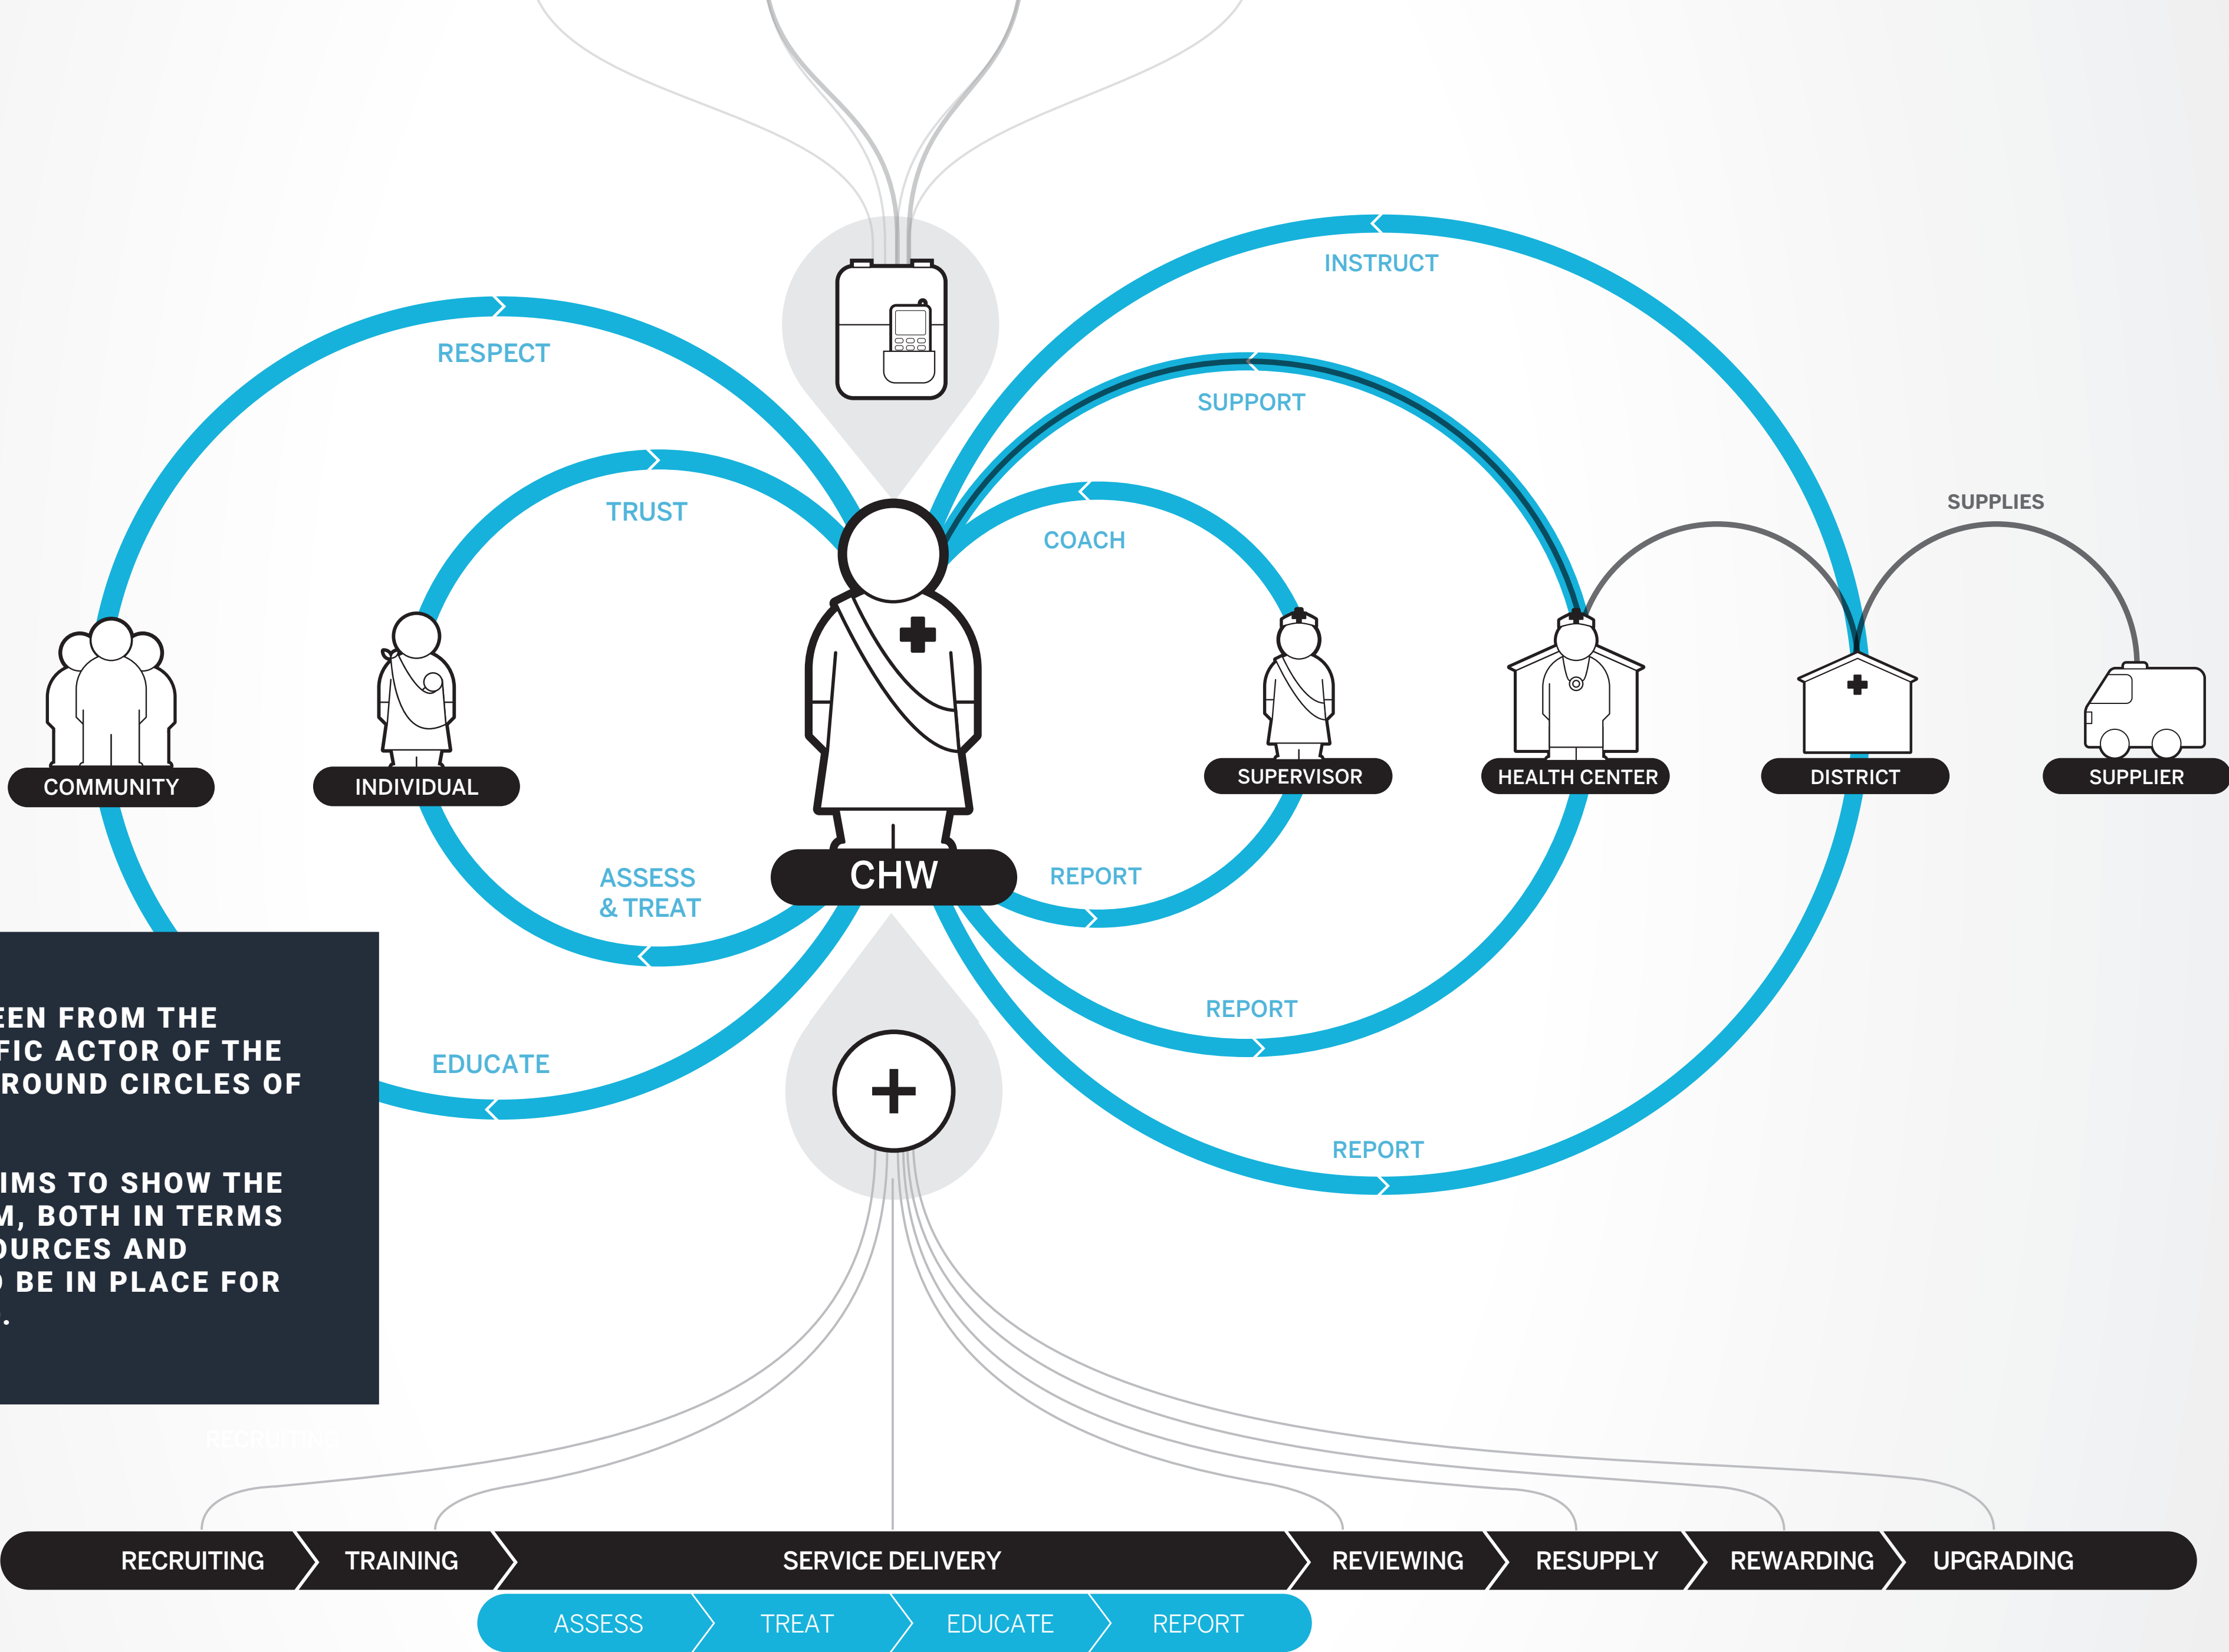 INSTRUCT
RESPECT
SUPPORT
TRUST
COACH
SUPPLIES
COMMUNITY
INDIVIDUAL
SUPERVISOR
HEALTH CENTER
DISTRICT
SUPPLIER
CHW
ASSESS
& TREAT
REPORT
REPORT
EDUCATE
REPORT
EEN FROM THE
FIC ACTOR OF THE
ROUND CIRCLES OF
IMS TO SHOW THE
M, BOTH IN TERMS
OURCES AND
BE IN PLACE FOR
RECRUITING
RECRUITING
TRAINING
SERVICE DELIVERY
REVIEWING
RESUPPLY
REWARDING
UPGRADING
ASSESS
TREAT
EDUCATE
REPORT